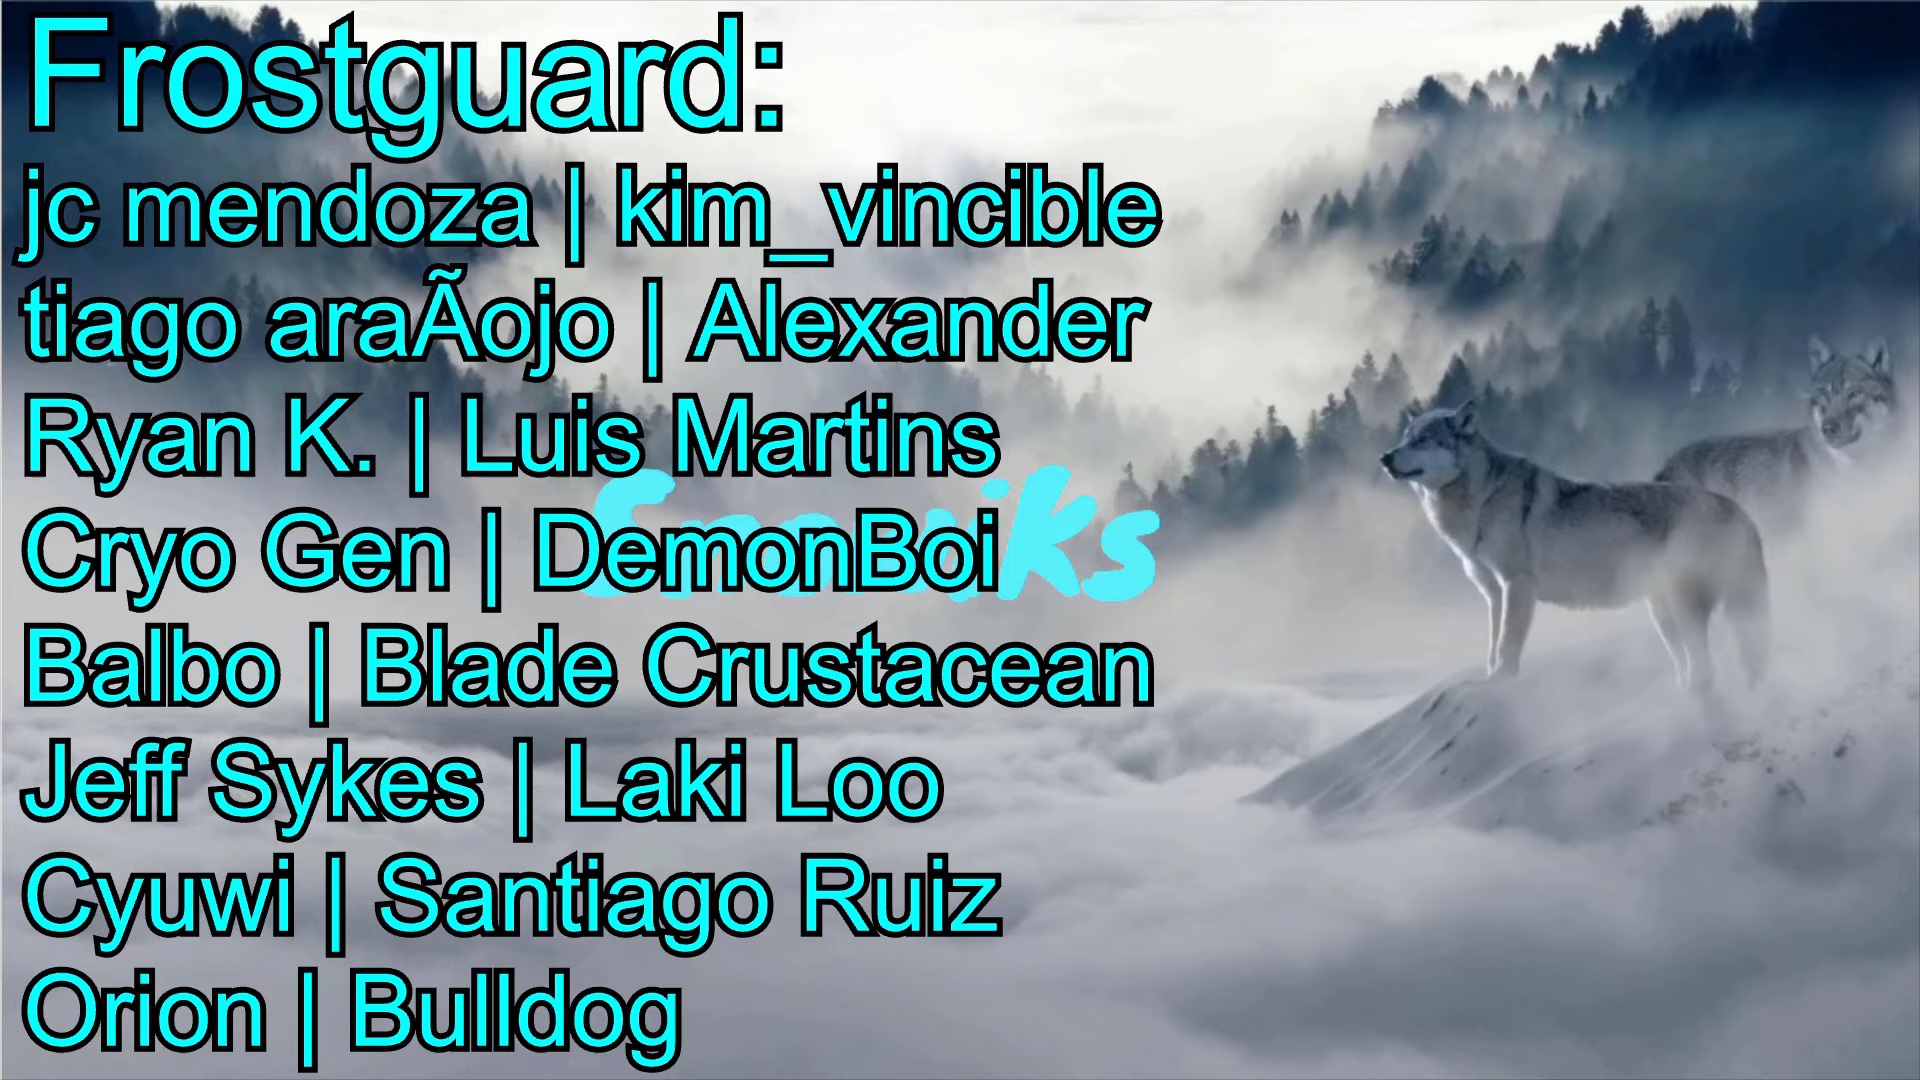 Frostguard:
jc mendoza | kim_vincible
tiago araÃojo | Alexander
Ryan K. | Luis Martins
Cryo Gen | DemonBoi
Balbo | Blade Crustacean
Jeff Sykes | Laki Loo
Cyuwi | Santiago Ruiz
Orion | Bulldog